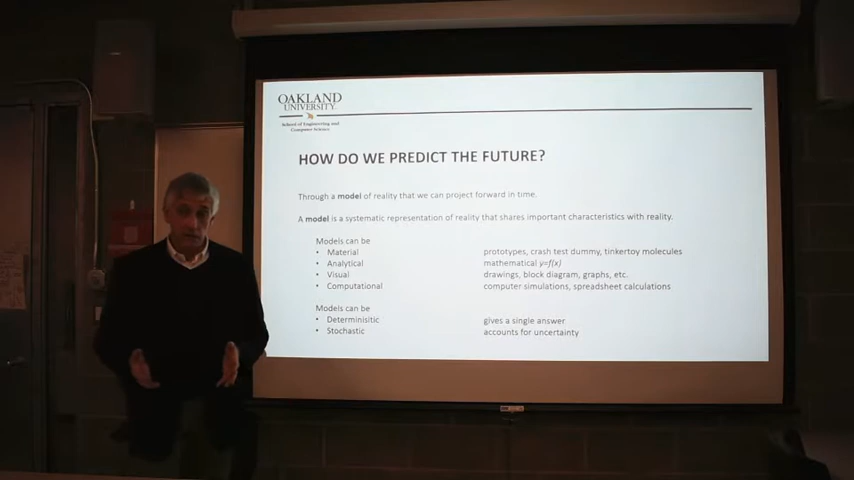 OAKLAND
UNIVERSITY
School of Engineering and
Computer Science
HOW DO WE PREDICT THE FUTURE?
Through a model of reality that we can project forward in time.
A model is a systematic representation of reality that shares important characteristics with reality.
Models can be
• Material prototypes, crash test dummy, tinkertoy molecules
• Analytical mathematical y=f(x)
• Visual drawings, block diagram, graphs, etc.
• Computational computer simulations, spreadsheet calculations
Models can be
• Deterministic gives a single answer
• Stochastic accounts for uncertainty